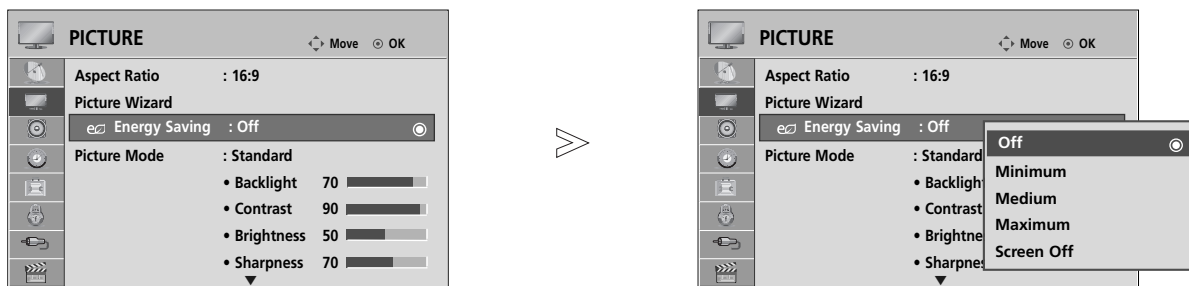 PICTURE Move OK
Aspect Ratio : 16:9
Picture Wizard
Energy Saving : Off
Picture Mode : Standard
• Backlight 70
• Contrast 90
• Brightness 50
• Sharpness 70
PICTURE Move OK
Aspect Ratio : 16:9
Picture Wizard
Energy Saving : Off
Picture Mode : Standard
• Backlight
• Contrast
• Brightne
• Sharpnes
Off
Minimum
Medium
Maximum
Screen Off